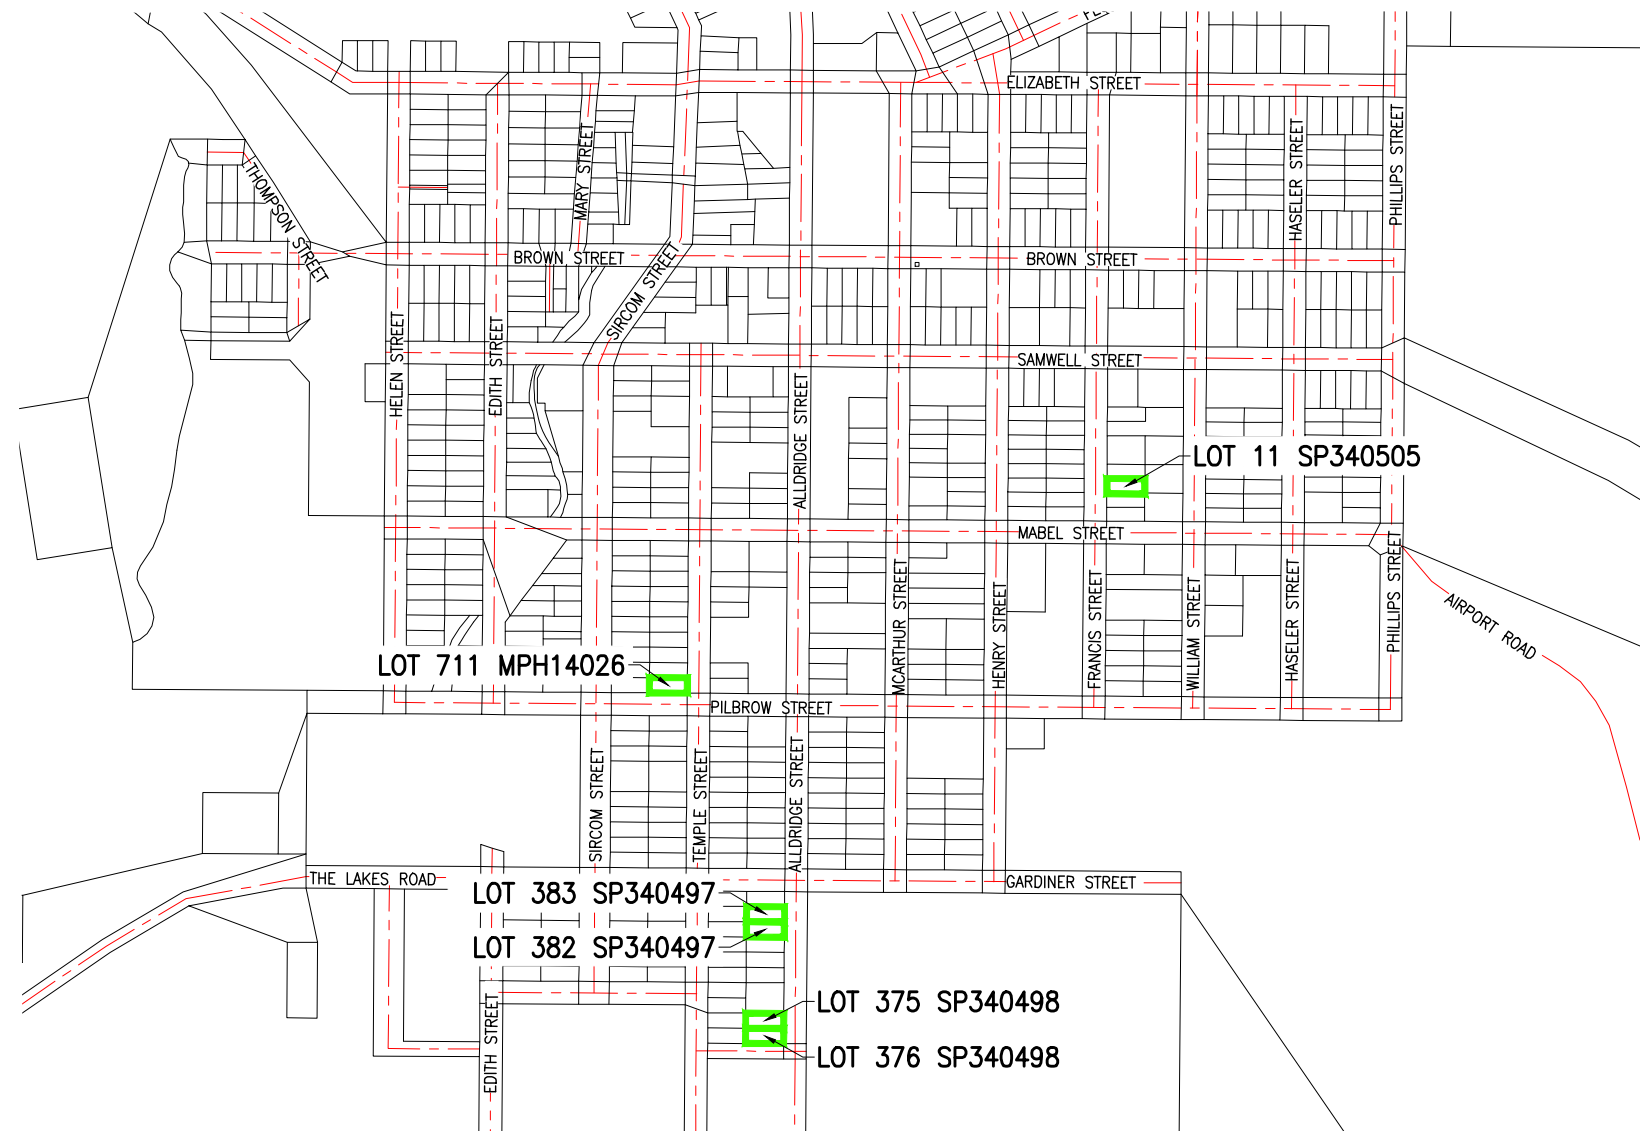 ELIZABETH STREET
PHILLIPS STREET
HASELER STREET
MARY STREET
THOMPSON STREET
BROWN STREET
BROWN STREET
SIRCOM STREET
HELEN STREET
EDITH STREET
SAMWELL STREET
ALLDRIDGE STREET
LOT 11 SP340505
MABEL STREET
PHILLIPS STREET
MCARTHUR STREET
HENRY STREET
FRANCIS STREET
WILLIAM STREET
HASELER STREET
AIRPORT ROAD
LOT 711 MPH14026
PILBROW STREET
SIRCOM STREET
TEMPLE STREET
ALLDRIDGE STREET
THE LAKES ROAD
GARDINER STREET
LOT 383 SP340497
LOT 382 SP340497
LOT 375 SP340498
EDITH STREET
LOT 376 SP340498